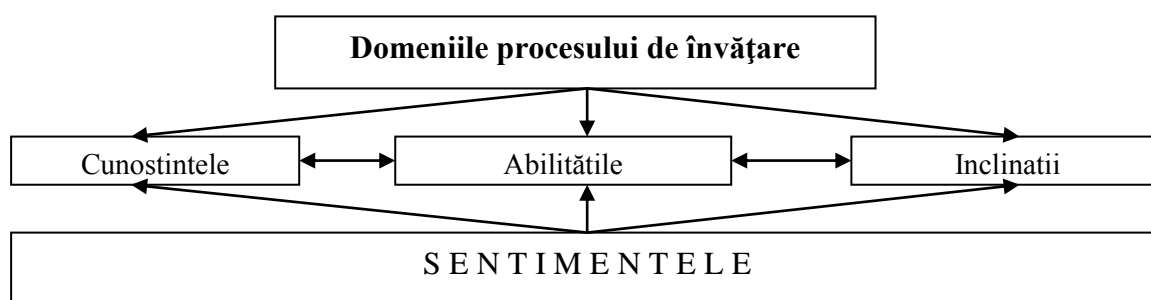 Domeniile procesului de învăţare
Cunostintele
Abilitătile
Inclinatii
S E N T I M E N T E L E